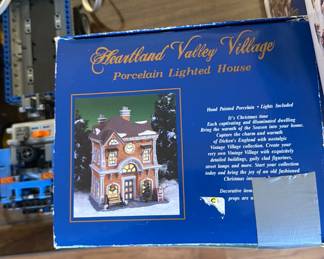 Heartland Valley Village
Porcelain Lighted House
Hand Painted Porcelain • Lights Included
It's Christmas time
Each captivating and illuminated dwelling
Bring the warmth of the Season into your home.
Capture the charm and warmth
of Dicken's England with nostalgic
Vintage Village collection. Create your
very own Vintage Village with exquisitely
detailed buildings, gaily clad figurines,
street lamps and more. Start your collection
today and bring the joy of an old fashioned
Christmas into
Decorative
props are